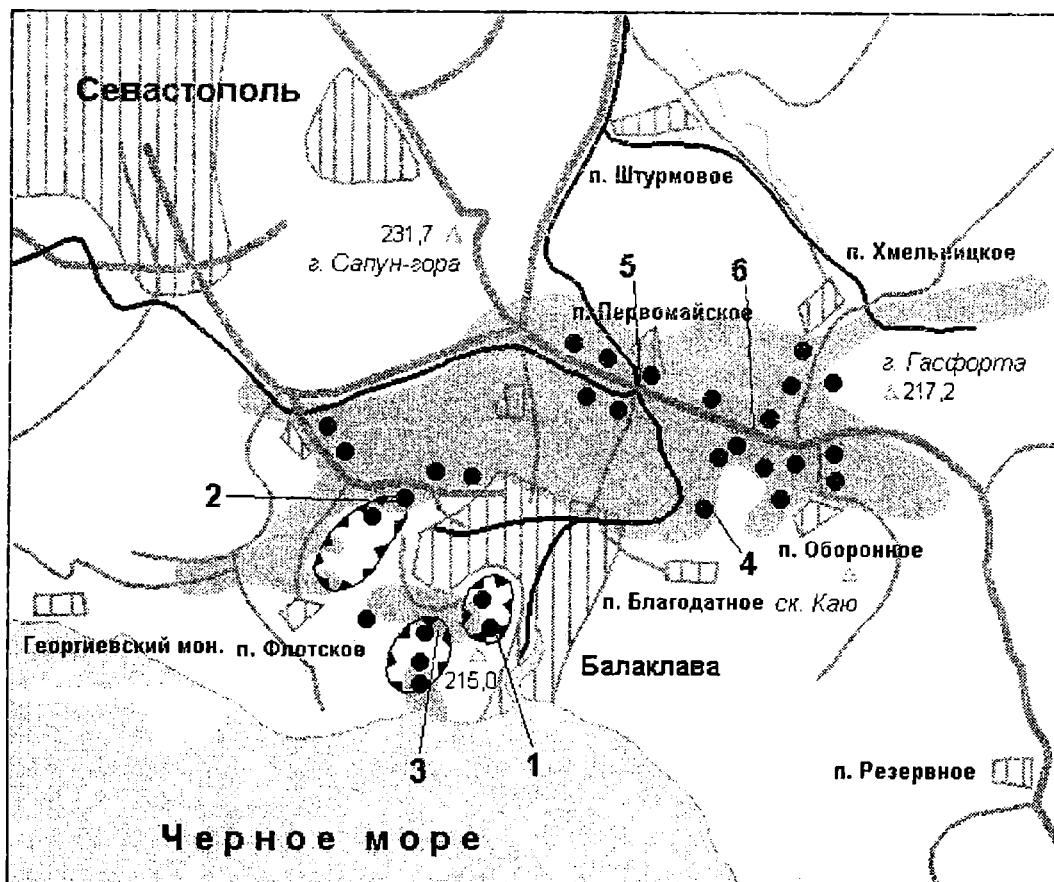 Севастополь
п. Штурмовое
231,7
г. Сапун-гора
п. Хмельницкое
5
6
п. Первомайское
г. Гасфорта
217,2
2
4
п. Оборонное
п. Благодатное
ск. Каю
Георгиевский мон.
п. Флотское
Балаклава
215,0
3
1
п. Резервное
Черное море